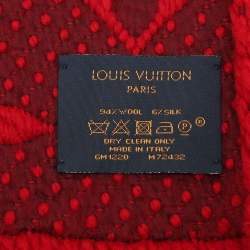 LOUIS VUITTON
PARIS
94% WOOL 6% SILK
DRY CLEAN ONLY
MADE IN ITALY
GM1220 M72432